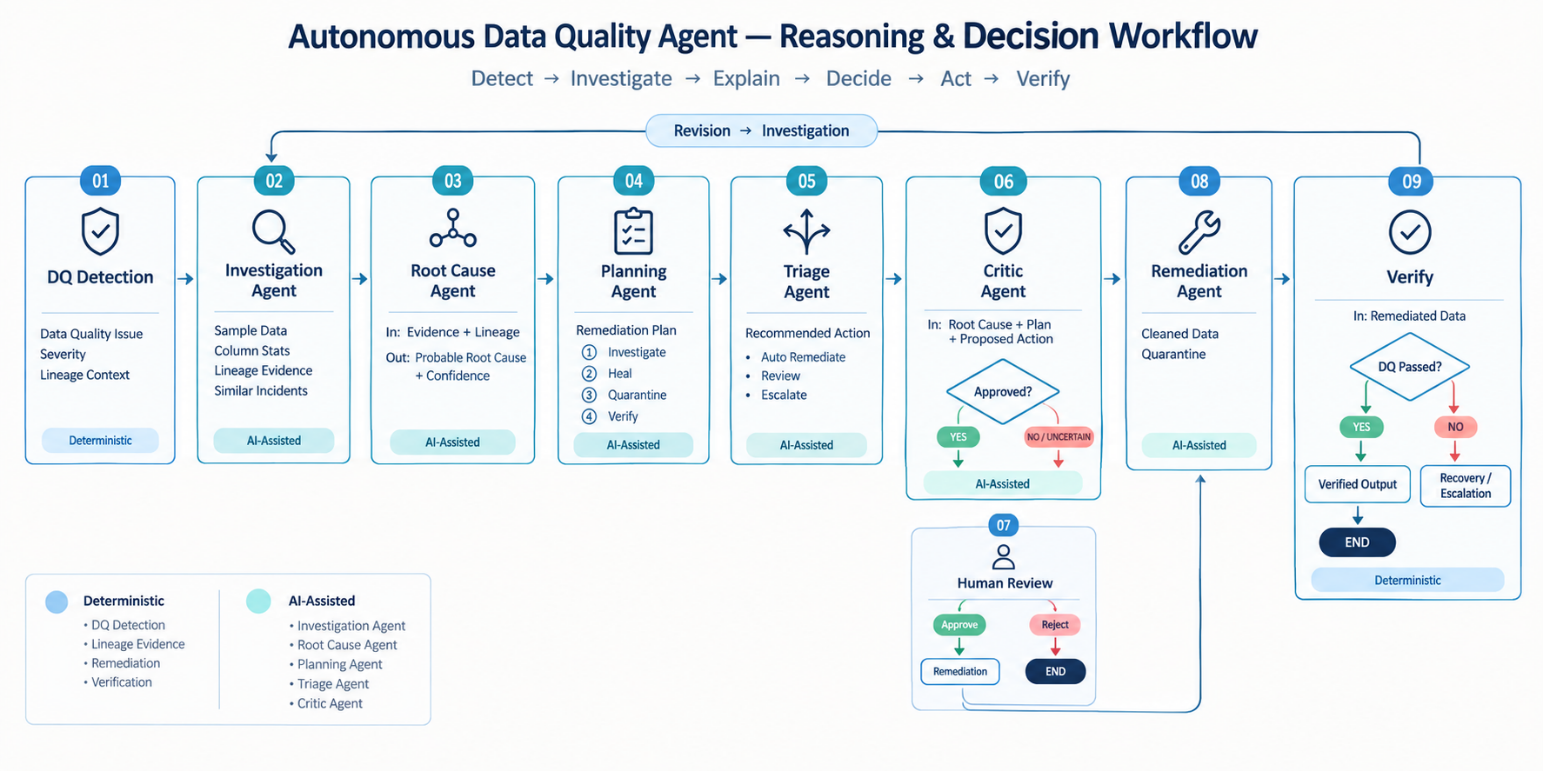 Autonomous Data Quality Agent — Reasoning & Decision Workflow
Detect → Investigate → Explain → Decide → Act → Verify
Revision → Investigation
01
DQ Detection
Data Quality Issue
Severity
Lineage Context
Deterministic
02
Investigation
Agent
Sample Data
Column Stats
Lineage Evidence
Similar Incidents
AI-Assisted
03
Root Cause
Agent
In: Evidence + Lineage
Out: Probable Root Cause
+ Confidence
AI-Assisted
04
Planning
Agent
Remediation Plan
1 Investigate
2 Heal
3 Quarantine
4 Verify
AI-Assisted
05
Triage
Agent
Recommended Action
• Auto Remediate
• Review
• Escalate
AI-Assisted
06
Critic
Agent
In: Root Cause + Plan
+ Proposed Action
Approved?
YES
NO / UNCERTAIN
AI-Assisted
07
Human Review
Approve
Reject
Remediation
END
08
Remediation
Agent
Cleaned Data
Quarantine
AI-Assisted
09
Verify
In: Remediated Data
DQ Passed?
YES
NO
Verified Output
Recovery /
Escalation
END
Deterministic
Deterministic
• DQ Detection
• Lineage Evidence
• Remediation
• Verification
AI-Assisted
• Investigation Agent
• Root Cause Agent
• Planning Agent
• Triage Agent
• Critic Agent